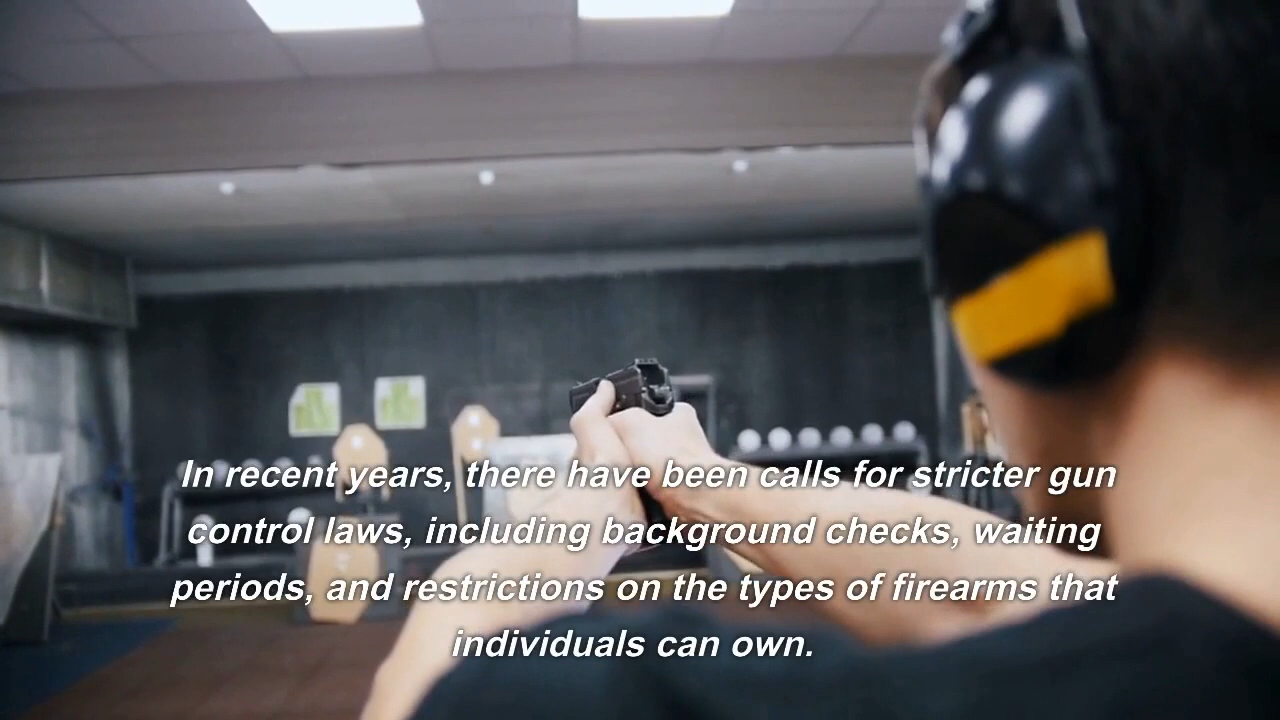 In recent years, there have been calls for stricter gun
control laws, including background checks, waiting
periods, and restrictions on the types of firearms that
individuals can own.